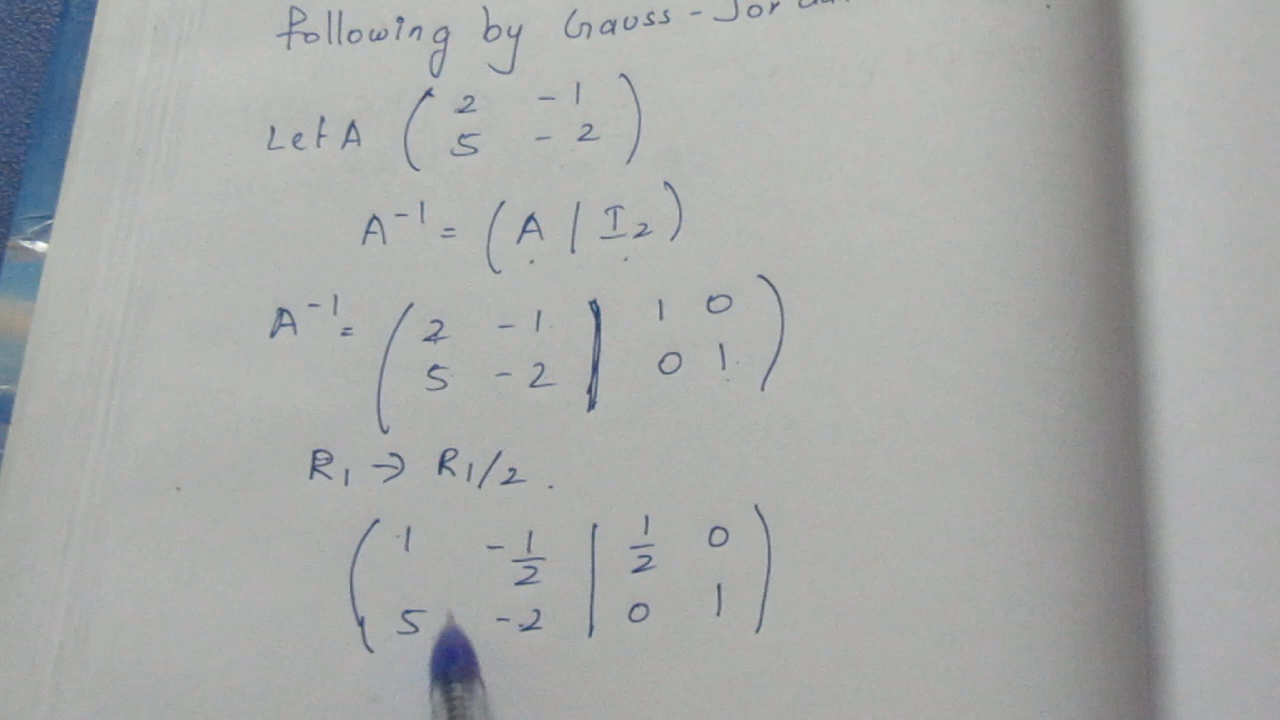 following by Gauss-
Let A ( 2 -1
5 -2 )
A⁻¹ = ( A | I₂ )
A⁻¹ = ( 2 -1 | 1 0
5 -2 | 0 1 )
R₁ → R₁/2.
( 1 -1/2 | 1/2 0
5 -2 | 0 1 )